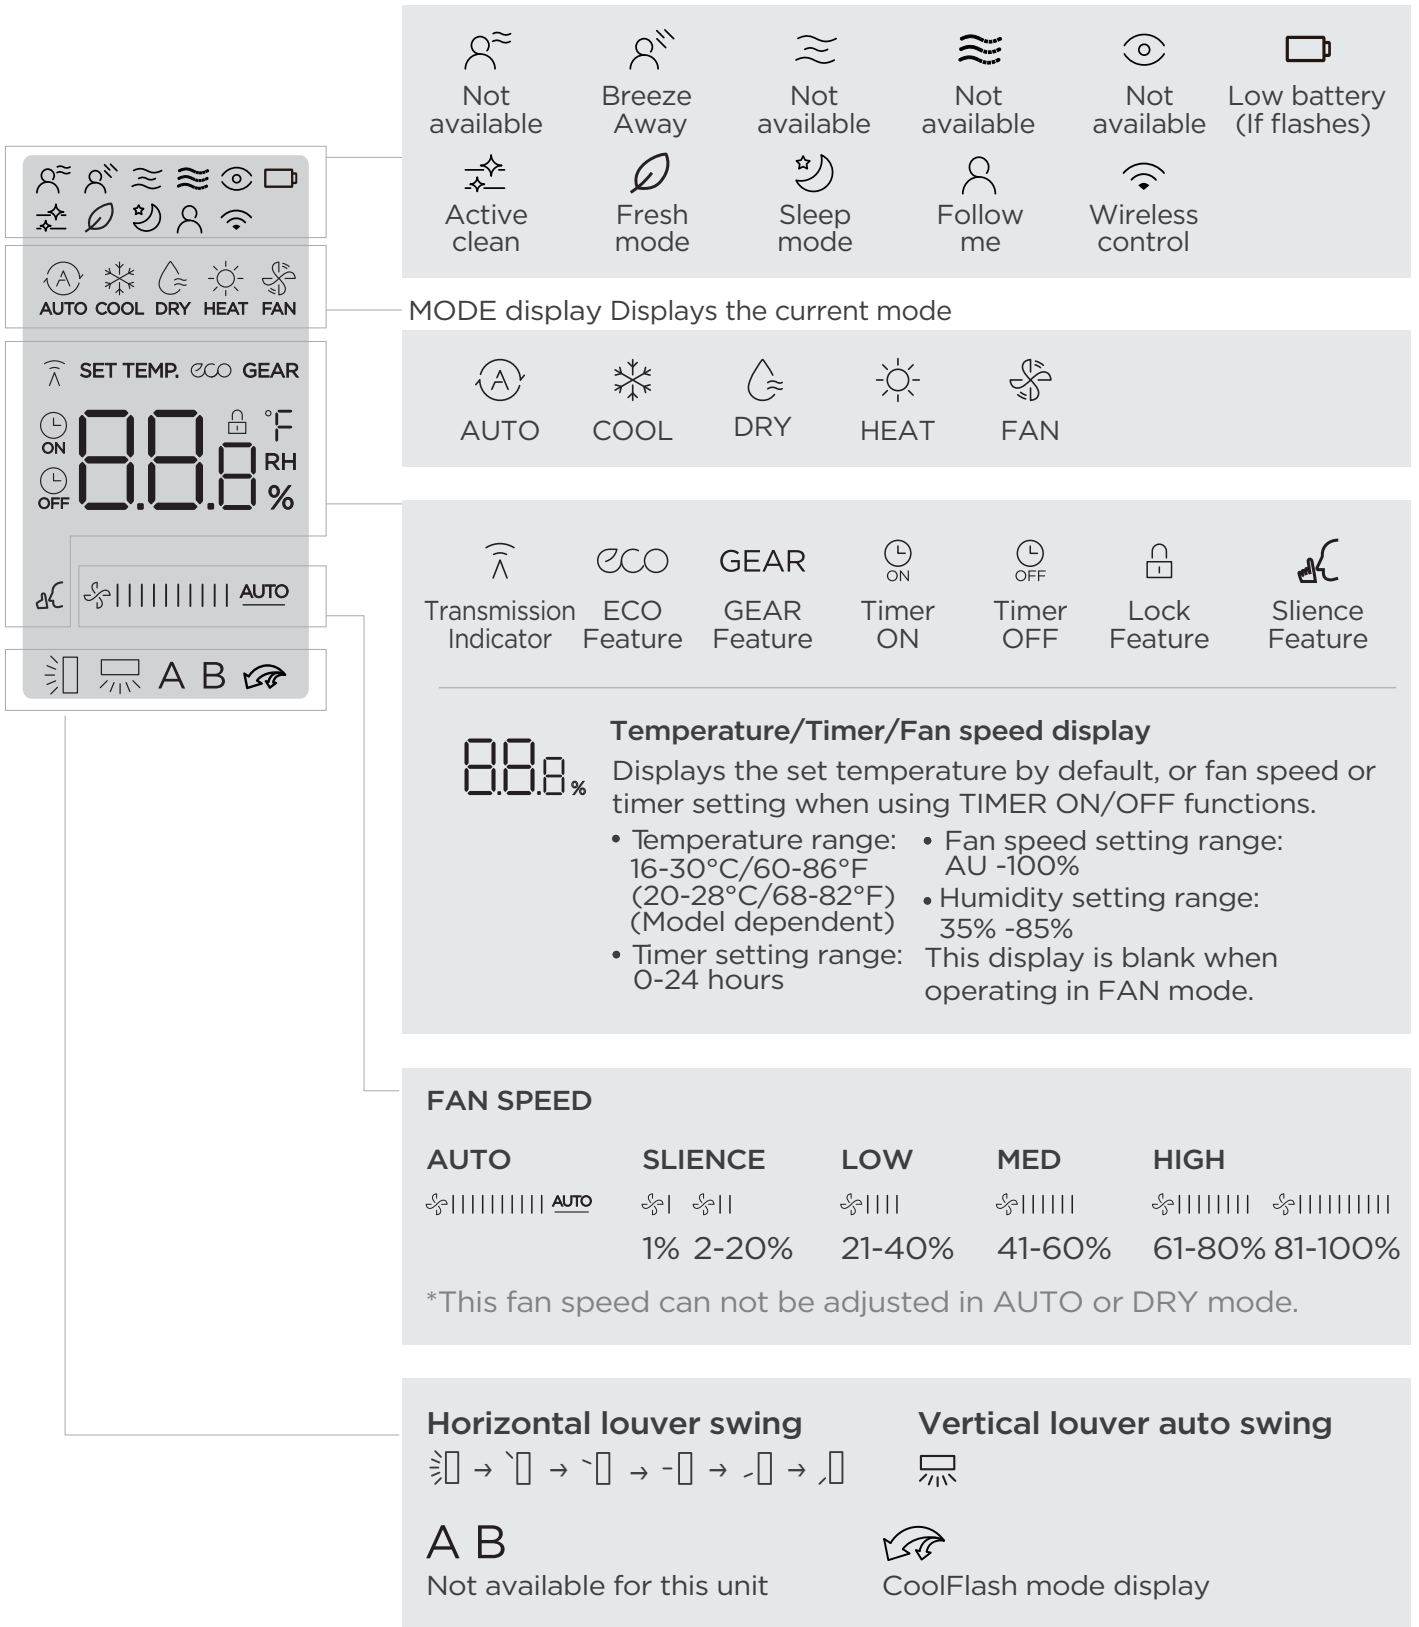 Not Breeze Not Not Not Low battery
available Away available available available (If flashes)
Active Fresh Sleep Follow Wireless
clean mode mode me control
AUTO COOL DRY HEAT FAN
MODE display Displays the current mode
A
AUTO COOL DRY HEAT FAN
SET TEMP. eco GEAR
ON
OFF
88.8 °F
RH
%
AUTO
A B
eco GEAR ON OFF
Transmission ECO GEAR Timer Timer Lock Slience
Indicator Feature Feature ON OFF Feature Feature
88.8 %
Temperature/Timer/Fan speed display
Displays the set temperature by default, or fan speed or
timer setting when using TIMER ON/OFF functions.
• Temperature range:
16-30°C/60-86°F
(20-28°C/68-82°F)
(Model dependent)
• Timer setting range:
0-24 hours
• Fan speed setting range:
AU -100%
• Humidity setting range:
35% -85%
This display is blank when
operating in FAN mode.
FAN SPEED
AUTO SLIENCE LOW MED HIGH
AUTO
1% 2-20% 21-40% 41-60% 61-80% 81-100%
*This fan speed can not be adjusted in AUTO or DRY mode.
Horizontal louver swing Vertical louver auto swing
A B
Not available for this unit CoolFlash mode display